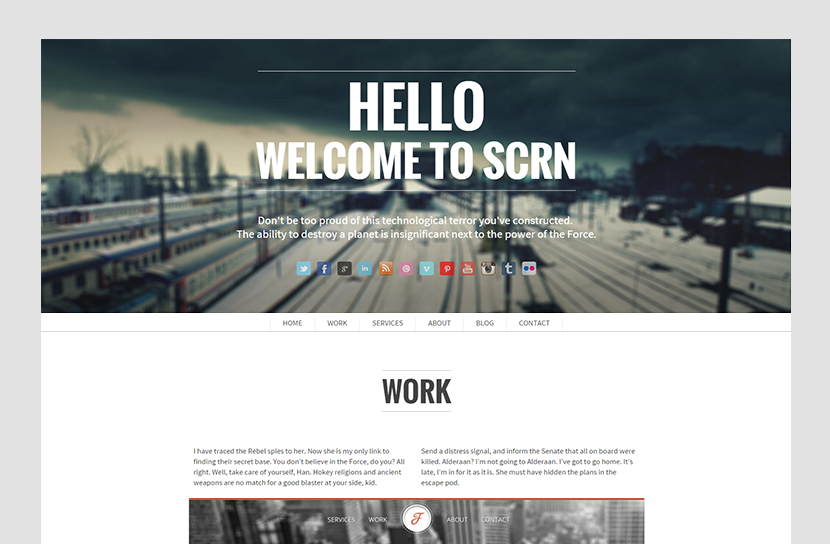 HELLO
WELCOME TO SCRN
Don't be too proud of this technological terror you've constructed.
The ability to destroy a planet is insignificant next to the power of the Force.
HOME WORK SERVICES ABOUT BLOG CONTACT
WORK
I have traced the Rebel spies to her. Now she is my only link to
finding their secret base. You don't believe in the Force, do you? All
right. Well, take care of yourself, Han. Hokey religions and ancient
weapons are no match for a good blaster at your side, kid.
Send a distress signal, and inform the Senate that all on board were
killed. Alderaan? I'm not going to Alderaan. I've got to go home. It's
late, I'm in for it as it is. She must have hidden the plans in the
escape pod.
SERVICES WORK F ABOUT CONTACT